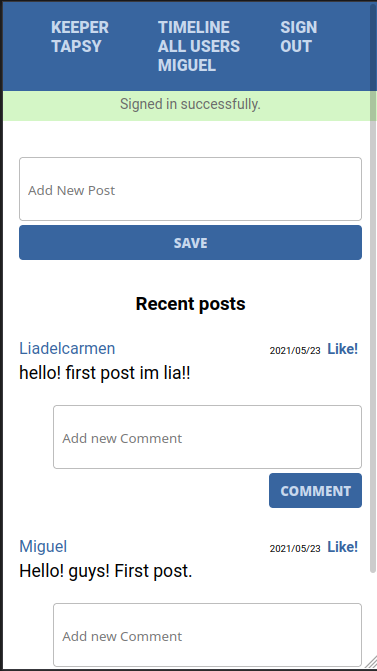 KEEPER TAPSY
TIMELINE
ALL USERS
MIGUEL
SIGN OUT
Signed in successfully.
Add New Post
SAVE
Recent posts
Liadelcarmen 2021/05/23 Like!
hello! first post im lia!!
Add new Comment
COMMENT
Miguel 2021/05/23 Like!
Hello! guys! First post.
Add new Comment